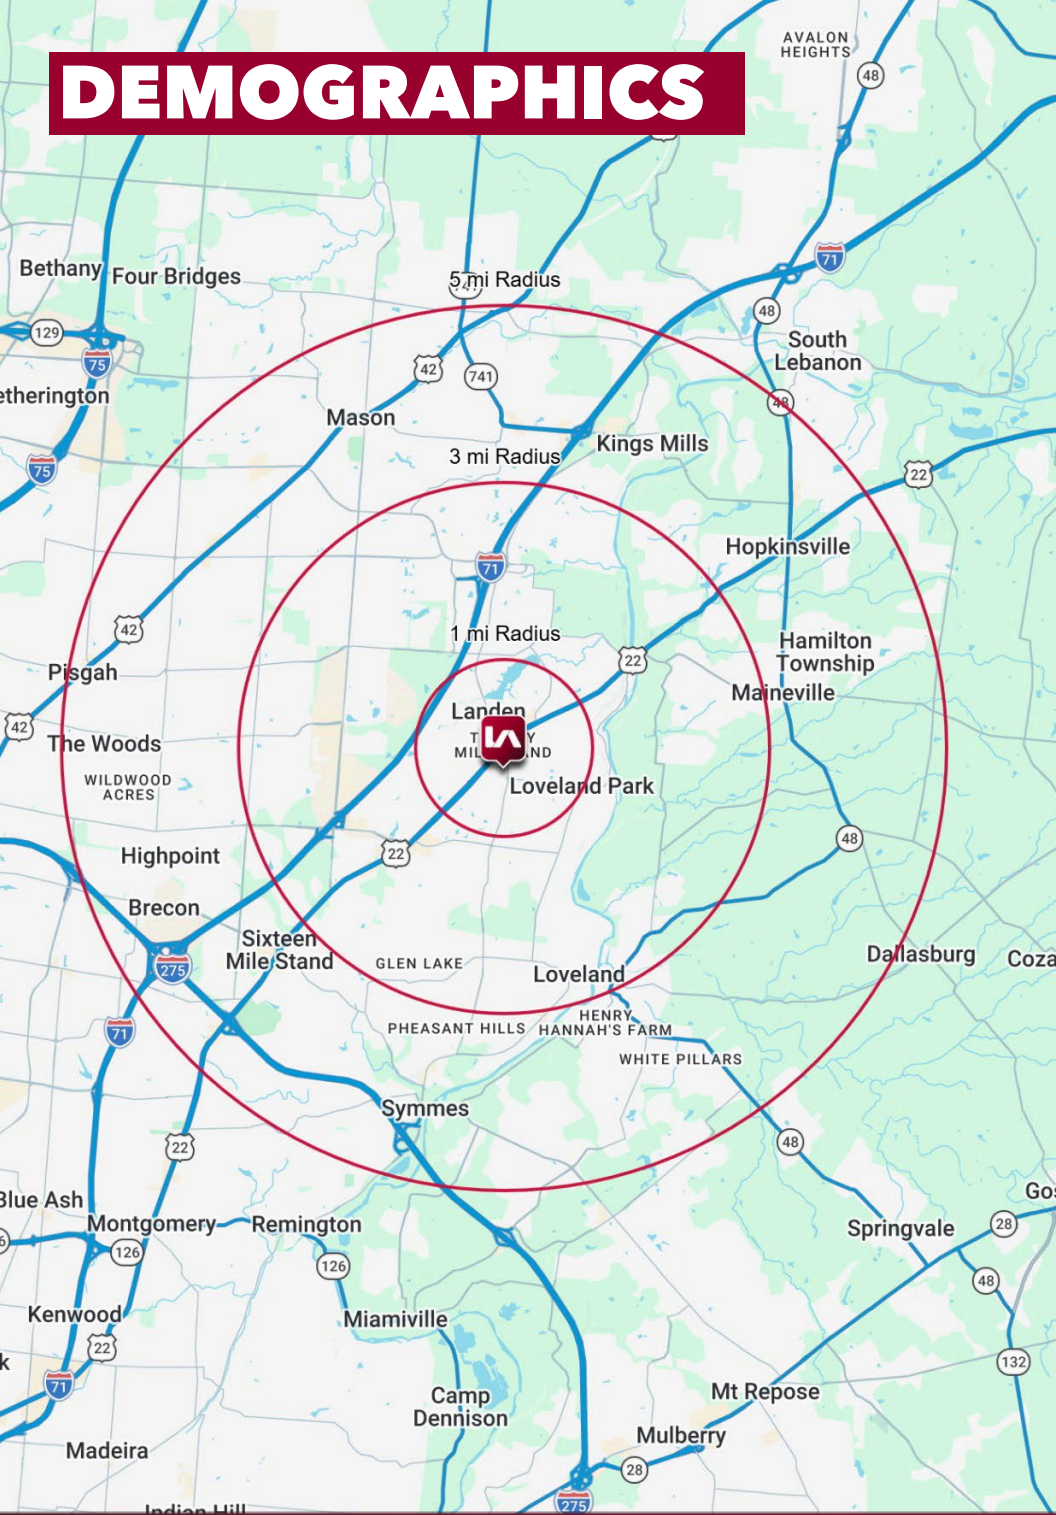 DEMOGRAPHICS
AVALON
HEIGHTS
48
71
Bethany
Four Bridges
5 mi Radius
48
129
75
South
Lebanon
42
741
etherington
48
Mason
Kings Mills
3 mi Radius
75
22
Hopkinsville
71
42
1 mi Radius
22
Hamilton
Township
Pisgah
Maineville
Landen
42
The Woods
WILDWOOD
ACRES
Loveland Park
48
22
Highpoint
Brecon
Sixteen
Mile Stand
275
GLEN LAKE
Loveland
Dallasburg
Coza
71
PHEASANT HILLS
HENRY
HANNAH'S FARM
WHITE PILLARS
Symmes
22
48
Blue Ash
Gos
Montgomery
Remington
Springvale
28
6
126
126
48
Kenwood
Miamiville
22
k
132
71
Camp
Dennison
Mt Repose
Madeira
Mulberry
28
275
Indian Hill